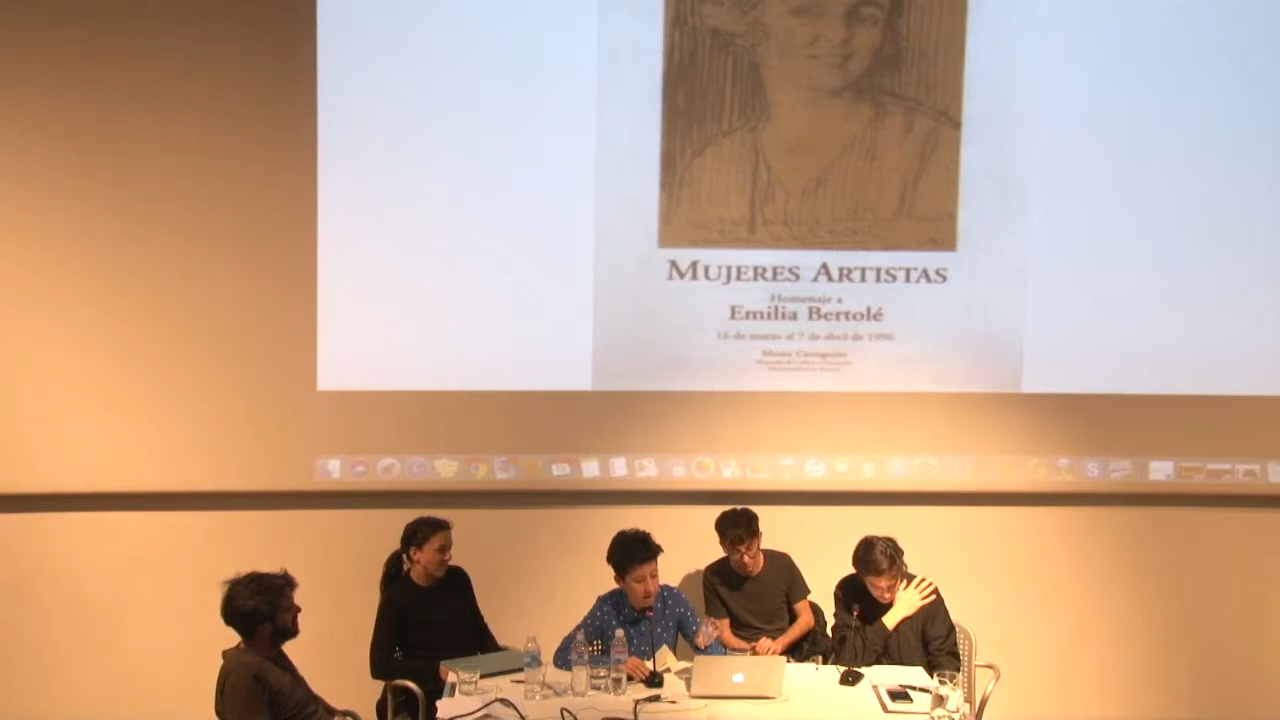 MUJERES ARTISTAS
Homenaje a
Emilia Bertolé
16 de marzo al 7 de abril de 1996